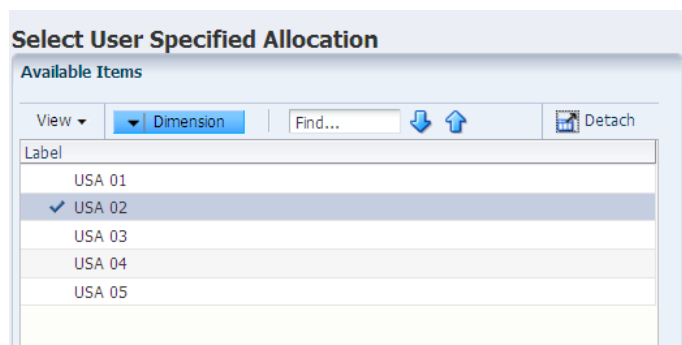 Select User Specified Allocation
Available Items
View Dimension Find... Detach
Label
USA 01
USA 02
USA 03
USA 04
USA 05